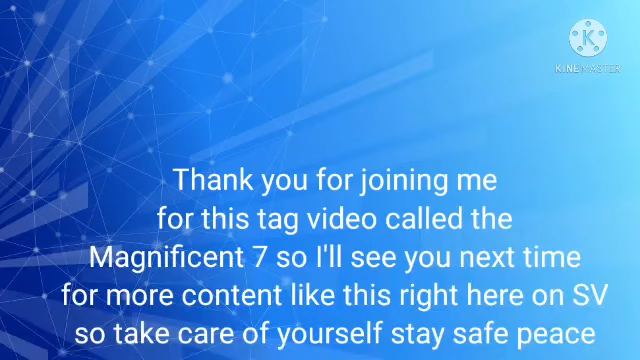 K
KINEMASTER
Thank you for joining me
for this tag video called the
Magnificent 7 so I'll see you next time
for more content like this right here on SV
so take care of yourself stay safe peace